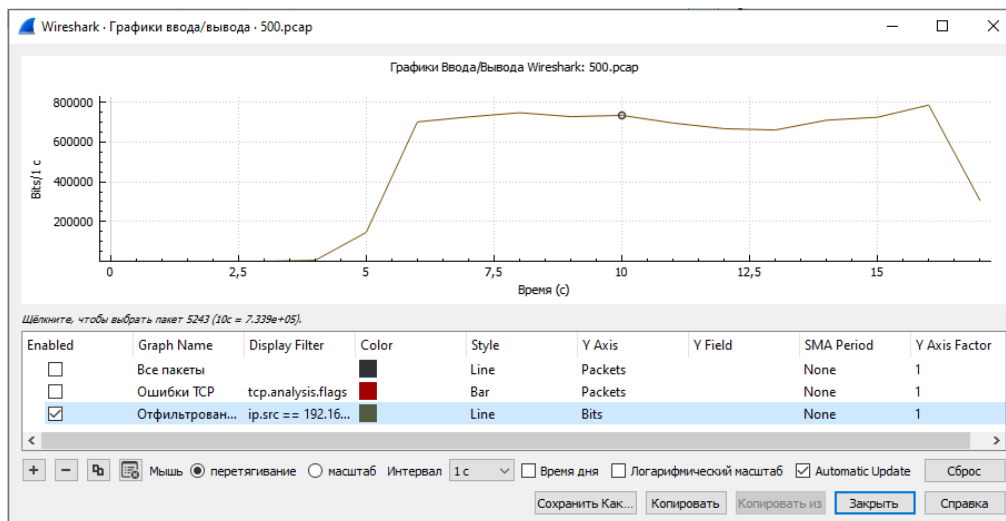 Wireshark · Графики ввода/вывода · 500.pcap
Графики Ввода/Вывода Wireshark: 500.pcap
800000
600000
400000
200000
Bits/1 с
0 2,5 5 7,5 10 12,5 15
Время (с)
Щёлкните, чтобы выбрать пакет 5243 (10с = 7.339e+05).
Enabled Graph Name Display Filter Color Style Y Axis Y Field SMA Period Y Axis Factor
Все пакеты Line Packets None 1
Ошибки TCP tcp.analysis.flags Bar Packets None 1
Отфильтрован... ip.src == 192.16... Line Bits None 1
Мышь перетягивание масштаб Интервал 1 с Время дня Логарифмический масштаб Automatic Update Сброс
Сохранить Как... Копировать Копировать из Закрыть Справка